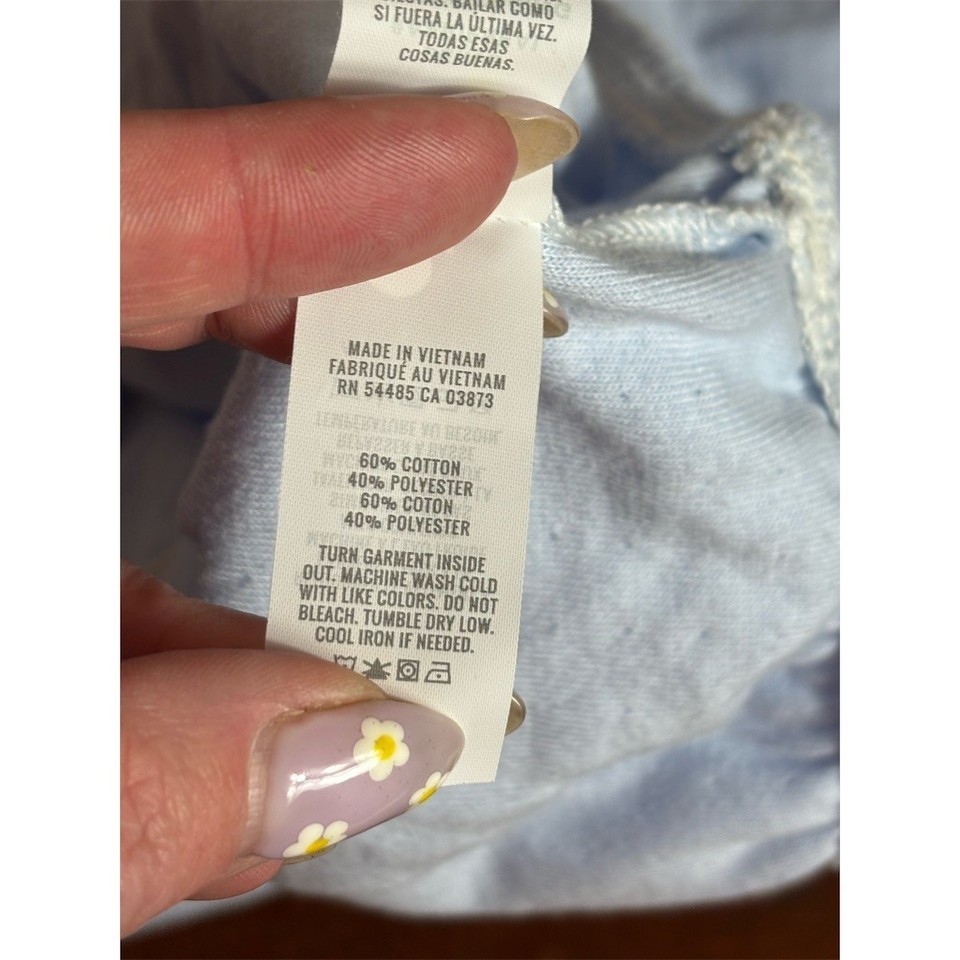 BAILAR COMO
SI FUERA LA ÚLTIMA VEZ.
TODAS ESAS
COSAS BUENAS.
MADE IN VIETNAM
FABRIQUÉ AU VIETNAM
RN 54485 CA 03873
60% COTTON
40% POLYESTER
60% COTON
40% POLYESTER
TURN GARMENT INSIDE
OUT. MACHINE WASH COLD
WITH LIKE COLORS. DO NOT
BLEACH. TUMBLE DRY LOW.
COOL IRON IF NEEDED.